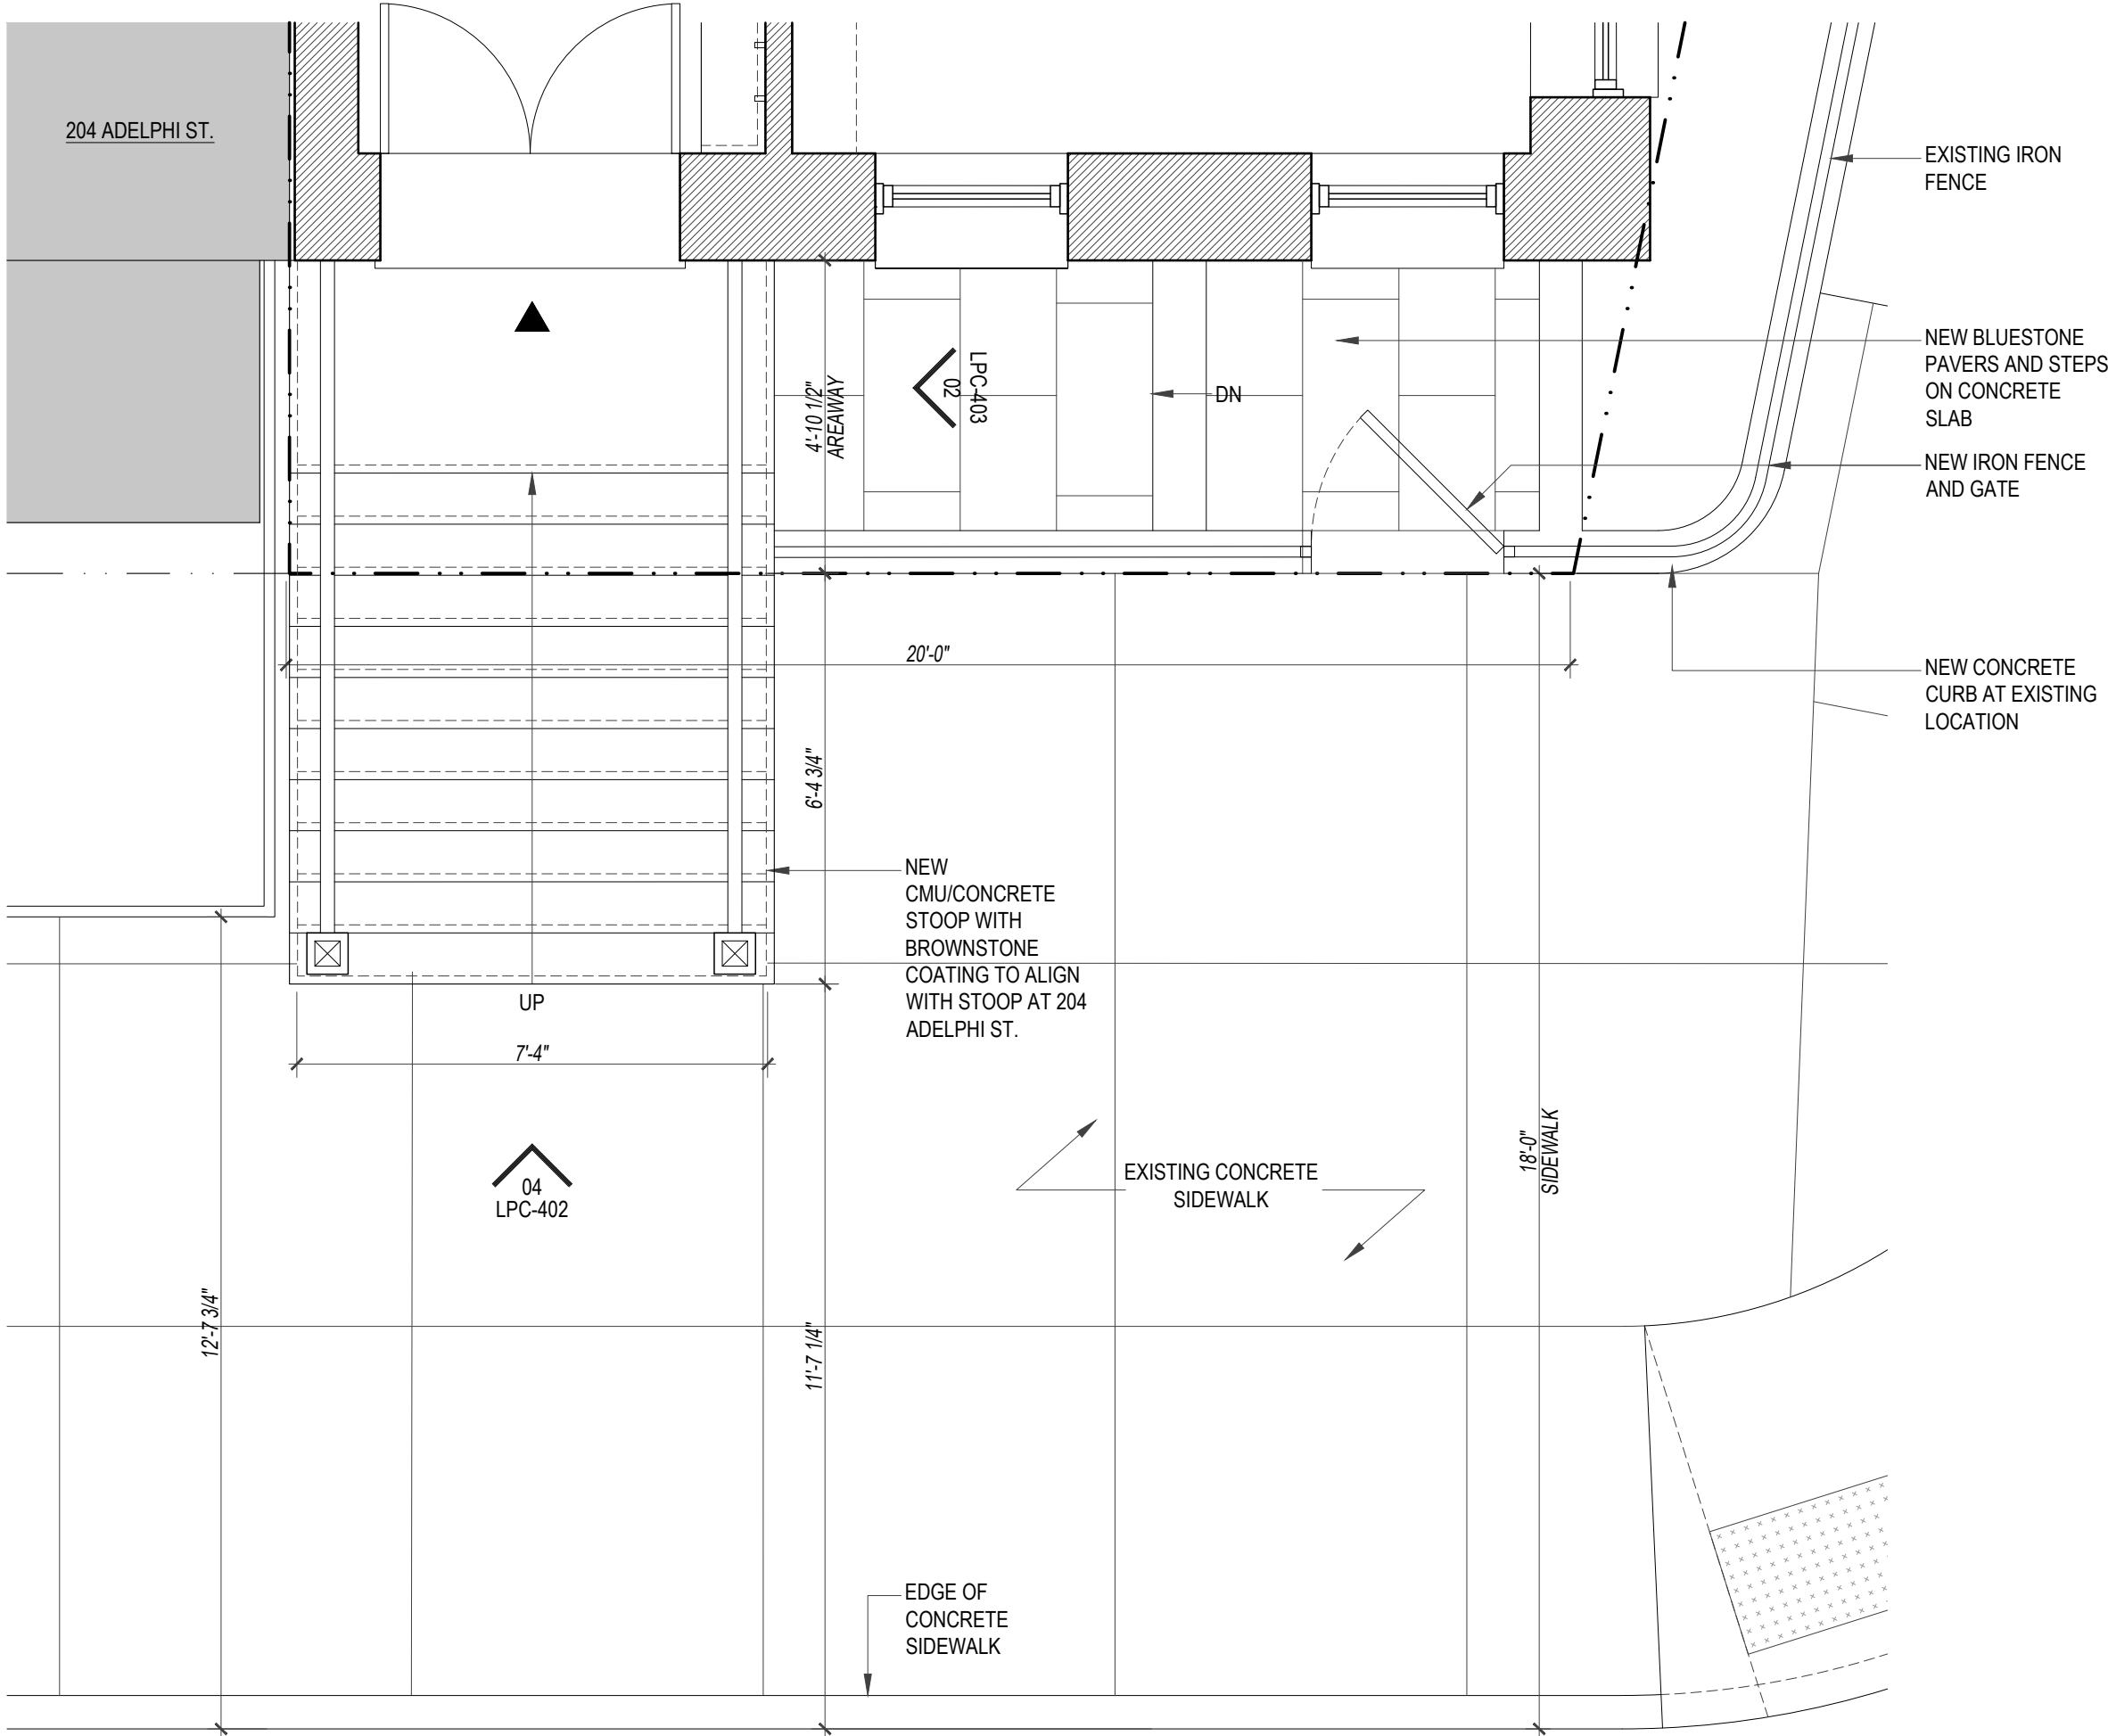 204 ADELPHI ST.
EXISTING IRON
FENCE
NEW BLUESTONE
PAVERS AND STEPS
ON CONCRETE
SLAB
4'-10 1/2"
AREAWAY
LPC-403
02
DN
NEW IRON FENCE
AND GATE
20'-0"
NEW CONCRETE
CURB AT EXISTING
LOCATION
6'-4 3/4"
NEW
CMU/CONCRETE
STOOP WITH
BROWNSTONE
COATING TO ALIGN
WITH STOOP AT 204
ADELPHI ST.
UP
7'-4"
18'-0"
SIDEWALK
EXISTING CONCRETE
SIDEWALK
04
LPC-402
12'-7 3/4"
11'-7 1/4"
EDGE OF
CONCRETE
SIDEWALK